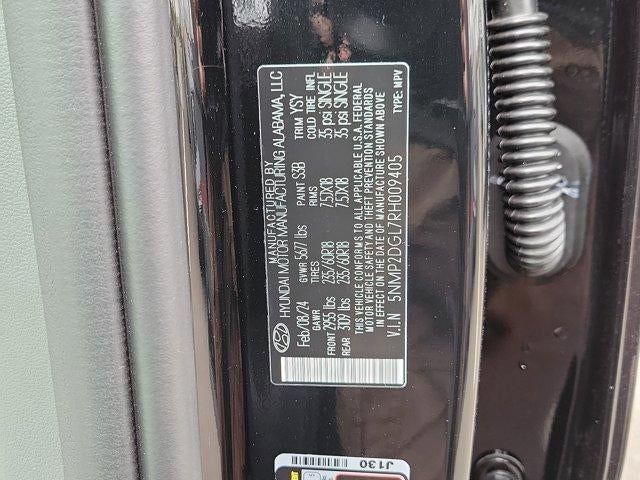 MANUFACTURED BY
HYUNDAI MOTOR MANUFACTURING ALABAMA, LLC
Feb/08/24 GVWR 5677 lbs PAINT S3B TRIM YSY
GAWR TIRES RIMS COLD TIRE INFL
FRONT 2955 lbs 235/60R18 7.5JX18 35 psi SINGLE
REAR 3109 lbs 235/60R18 7.5JX18 35 psi SINGLE
THIS VEHICLE CONFORMS TO ALL APPLICABLE U.S.A. FEDERAL
MOTOR VEHICLE SAFETY AND THEFT PREVENTION STANDARDS
IN EFFECT ON THE DATE OF MANUFACTURE SHOWN ABOVE
V.I.N 5NMP2DGL7RH009405 TYPE: MPV
J130